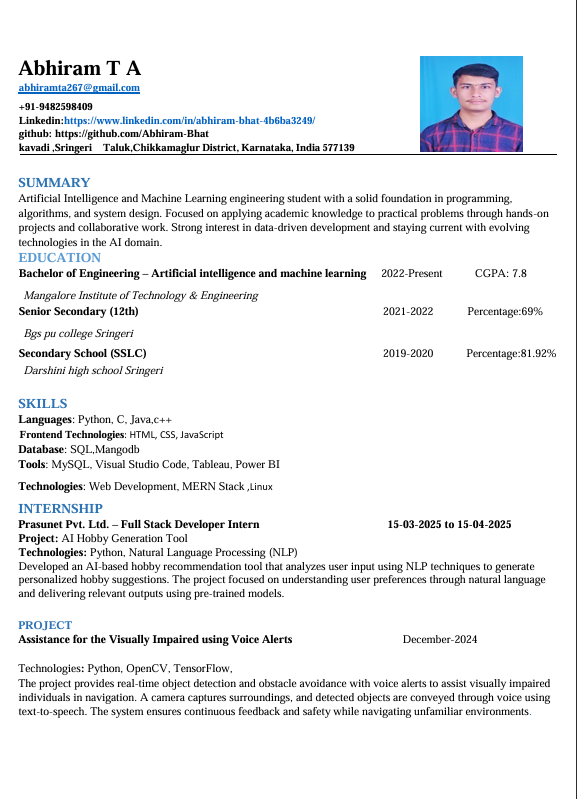 Abhiram T A
abhiramta267@gmail.com
+91-9482598409
Linkedin:https://www.linkedin.com/in/abhiram-bhat-4b6ba3249/
github: https://github.com/Abhiram-Bhat
kavadi ,Sringeri Taluk,Chikkamaglur District, Karnataka, India 577139
SUMMARY
Artificial Intelligence and Machine Learning engineering student with a solid foundation in programming,
algorithms, and system design. Focused on applying academic knowledge to practical problems through hands-on
projects and collaborative work. Strong interest in data-driven development and staying current with evolving
technologies in the AI domain.
EDUCATION
Bachelor of Engineering – Artificial intelligence and machine learning 2022-Present CGPA: 7.8
Mangalore Institute of Technology & Engineering
Senior Secondary (12th) 2021-2022 Percentage:69%
Bgs pu college Sringeri
Secondary School (SSLC) 2019-2020 Percentage:81.92%
Darshini high school Sringeri
SKILLS
Languages: Python, C, Java,c++
Frontend Technologies: HTML, CSS, JavaScript
Database: SQL,Mangodb
Tools: MySQL, Visual Studio Code, Tableau, Power BI
Technologies: Web Development, MERN Stack ,Linux
INTERNSHIP
Prasunet Pvt. Ltd. – Full Stack Developer Intern 15-03-2025 to 15-04-2025
Project: AI Hobby Generation Tool
Technologies: Python, Natural Language Processing (NLP)
Developed an AI-based hobby recommendation tool that analyzes user input using NLP techniques to generate
personalized hobby suggestions. The project focused on understanding user preferences through natural language
and delivering relevant outputs using pre-trained models.
PROJECT
Assistance for the Visually Impaired using Voice Alerts December-2024
Technologies: Python, OpenCV, TensorFlow,
The project provides real-time object detection and obstacle avoidance with voice alerts to assist visually impaired
individuals in navigation. A camera captures surroundings, and detected objects are conveyed through voice using
text-to-speech. The system ensures continuous feedback and safety while navigating unfamiliar environments.